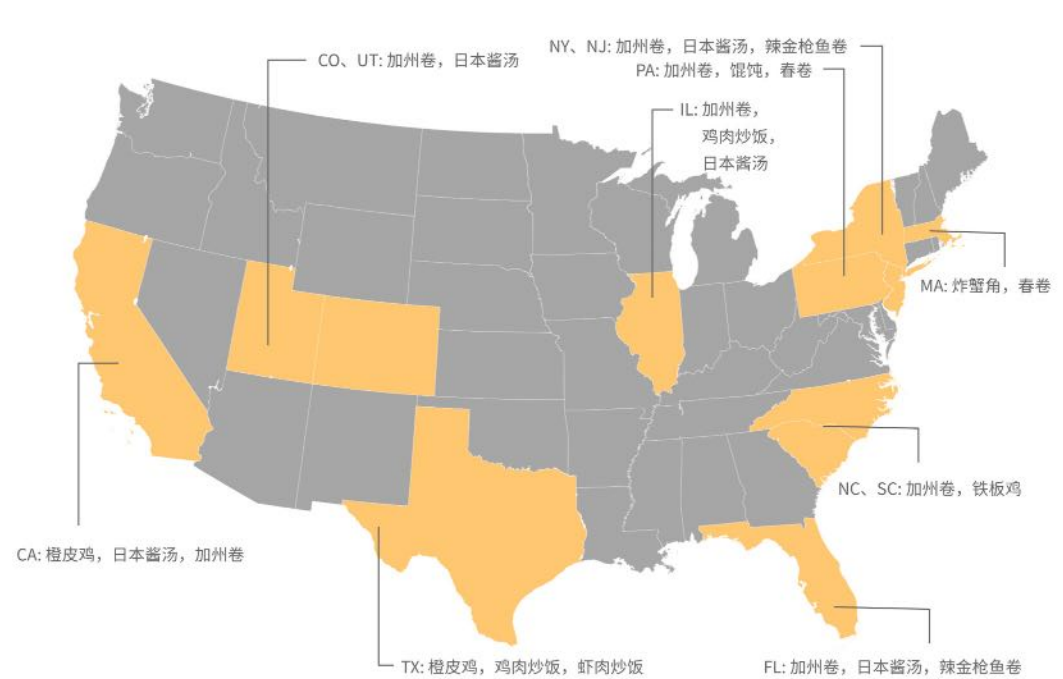 NY、NJ: 加州卷，日本酱汤，辣金枪鱼卷
CO、UT: 加州卷，日本酱汤
PA: 加州卷，馄饨，春卷
IL: 加州卷，
鸡肉炒饭，
日本酱汤
MA: 炸蟹角，春卷
NC、SC: 加州卷，铁板鸡
CA: 橙皮鸡，日本酱汤，加州卷
TX: 橙皮鸡，鸡肉炒饭，虾肉炒饭
FL: 加州卷，日本酱汤，辣金枪鱼卷